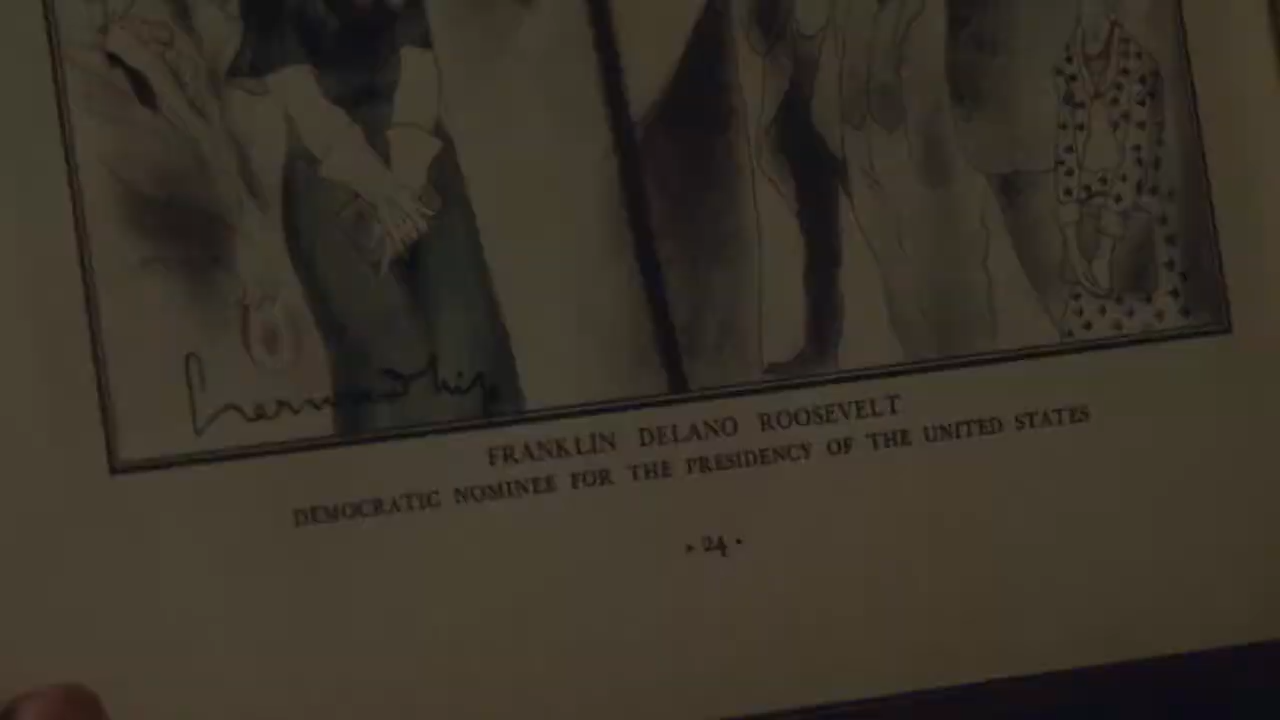 FRANKLIN DELANO ROOSEVELT
DEMOCRATIC NOMINEE FOR THE PRESIDENCY OF THE UNITED STATES
• 24 •